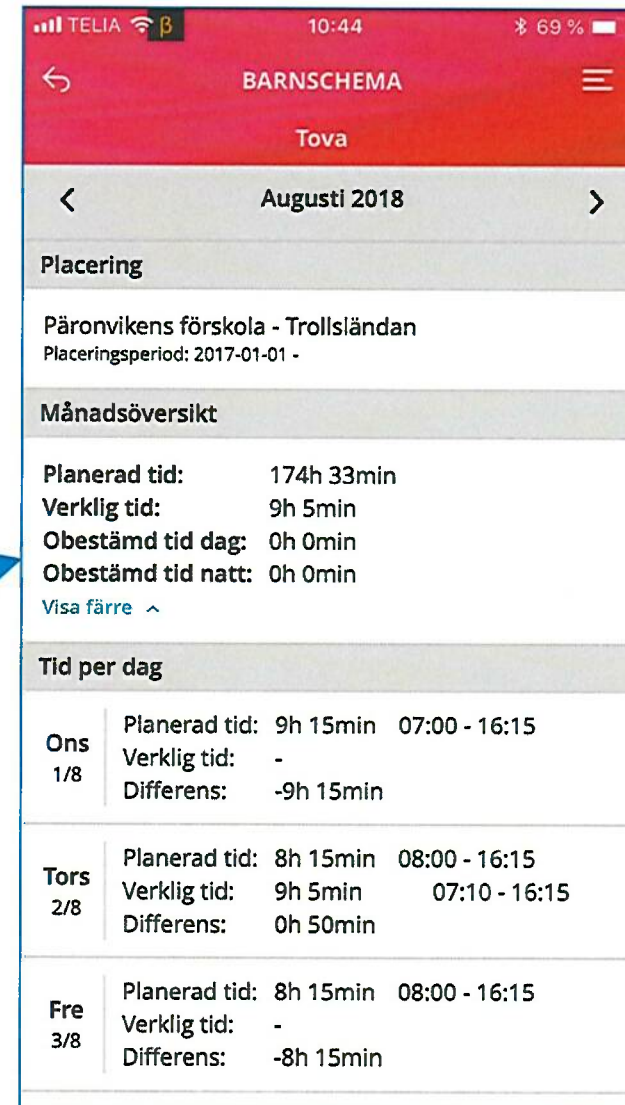 TELIA β 10:44 69 %
BARNSCHEMA
Tova
Augusti 2018
Placering
Päronvikens förskola - Trollsländan
Placeringsperiod: 2017-01-01 -
Månadsöversikt
Planerad tid: 174h 33min
Verklig tid: 9h 5min
Obestämd tid dag: 0h 0min
Obestämd tid natt: 0h 0min
Visa färre
Tid per dag
Ons 1/8
Planerad tid: 9h 15min 07:00 - 16:15
Verklig tid: -
Differens: -9h 15min
Tors 2/8
Planerad tid: 8h 15min 08:00 - 16:15
Verklig tid: 9h 5min 07:10 - 16:15
Differens: 0h 50min
Fre 3/8
Planerad tid: 8h 15min 08:00 - 16:15
Verklig tid: -
Differens: -8h 15min